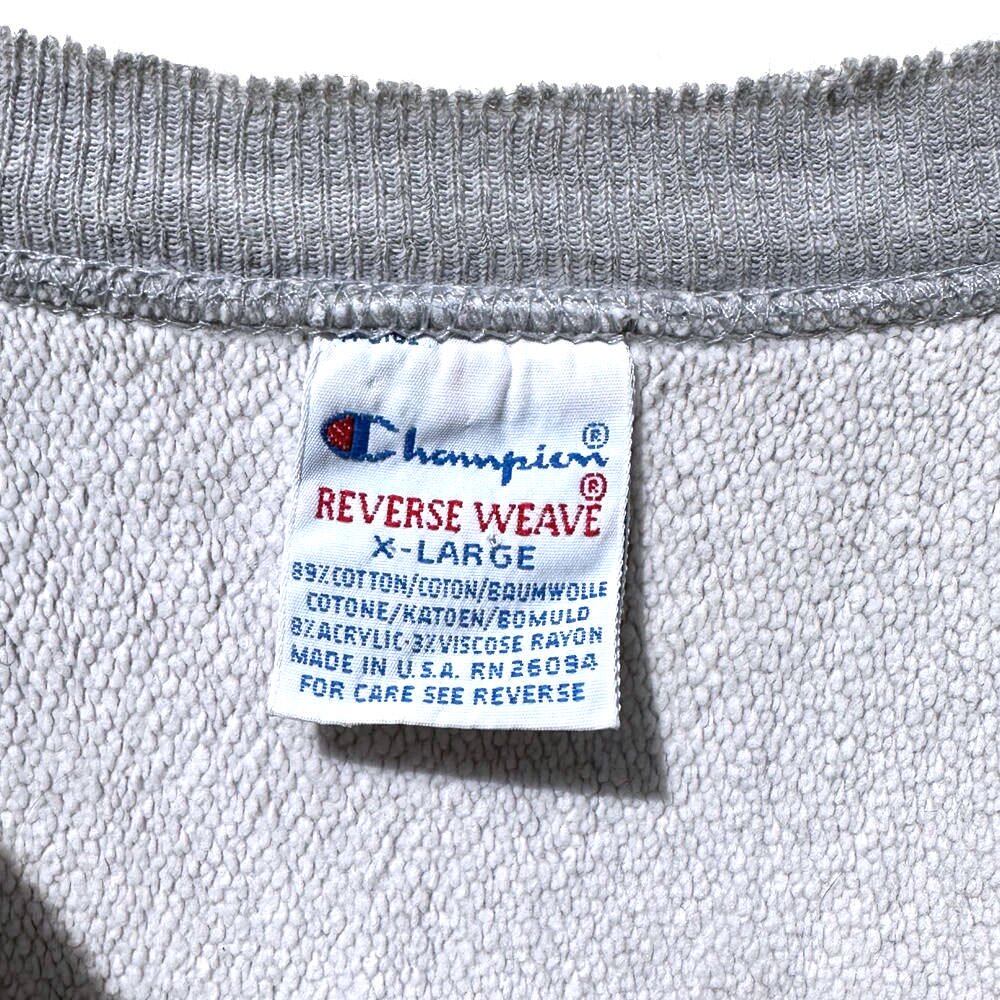 Champion®
REVERSE WEAVE®
X-LARGE
89% COTTON/COTON/BAUMWOLLE
COTONE/KATOEN/BOMULD
8% ACRYLIC-3% VISCOSE RAYON
MADE IN U.S.A. RN 26094
FOR CARE SEE REVERSE